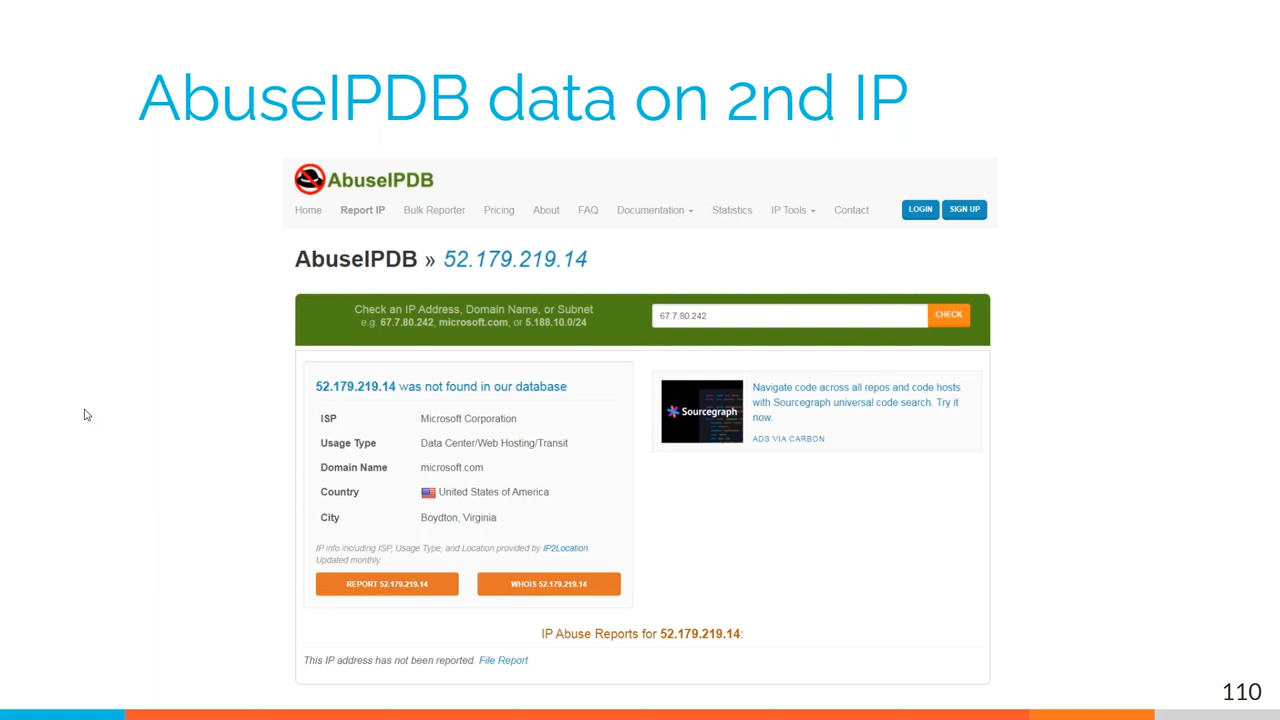 AbuseIPDB data on 2nd IP
AbuseIPDB
Home Report IP Bulk Reporter Pricing About FAQ Documentation Statistics IP Tools Contact LOGIN SIGN UP
AbuseIPDB » 52.179.219.14
Check an IP Address, Domain Name, or Subnet
e.g. 67.7.80.242, microsoft.com, or 5.188.10.0/24
67.7.80.242 CHECK
52.179.219.14 was not found in our database
ISP Microsoft Corporation
Usage Type Data Center/Web Hosting/Transit
Domain Name microsoft.com
Country United States of America
City Boydton, Virginia
IP info including ISP, Usage Type, and Location provided by IP2Location.
Updated monthly.
REPORT 52.179.219.14 WHOIS 52.179.219.14
Sourcegraph
Navigate code across all repos and code hosts
with Sourcegraph universal code search. Try it
now.
ADS VIA CARBON
IP Abuse Reports for 52.179.219.14:
This IP address has not been reported. File Report
110